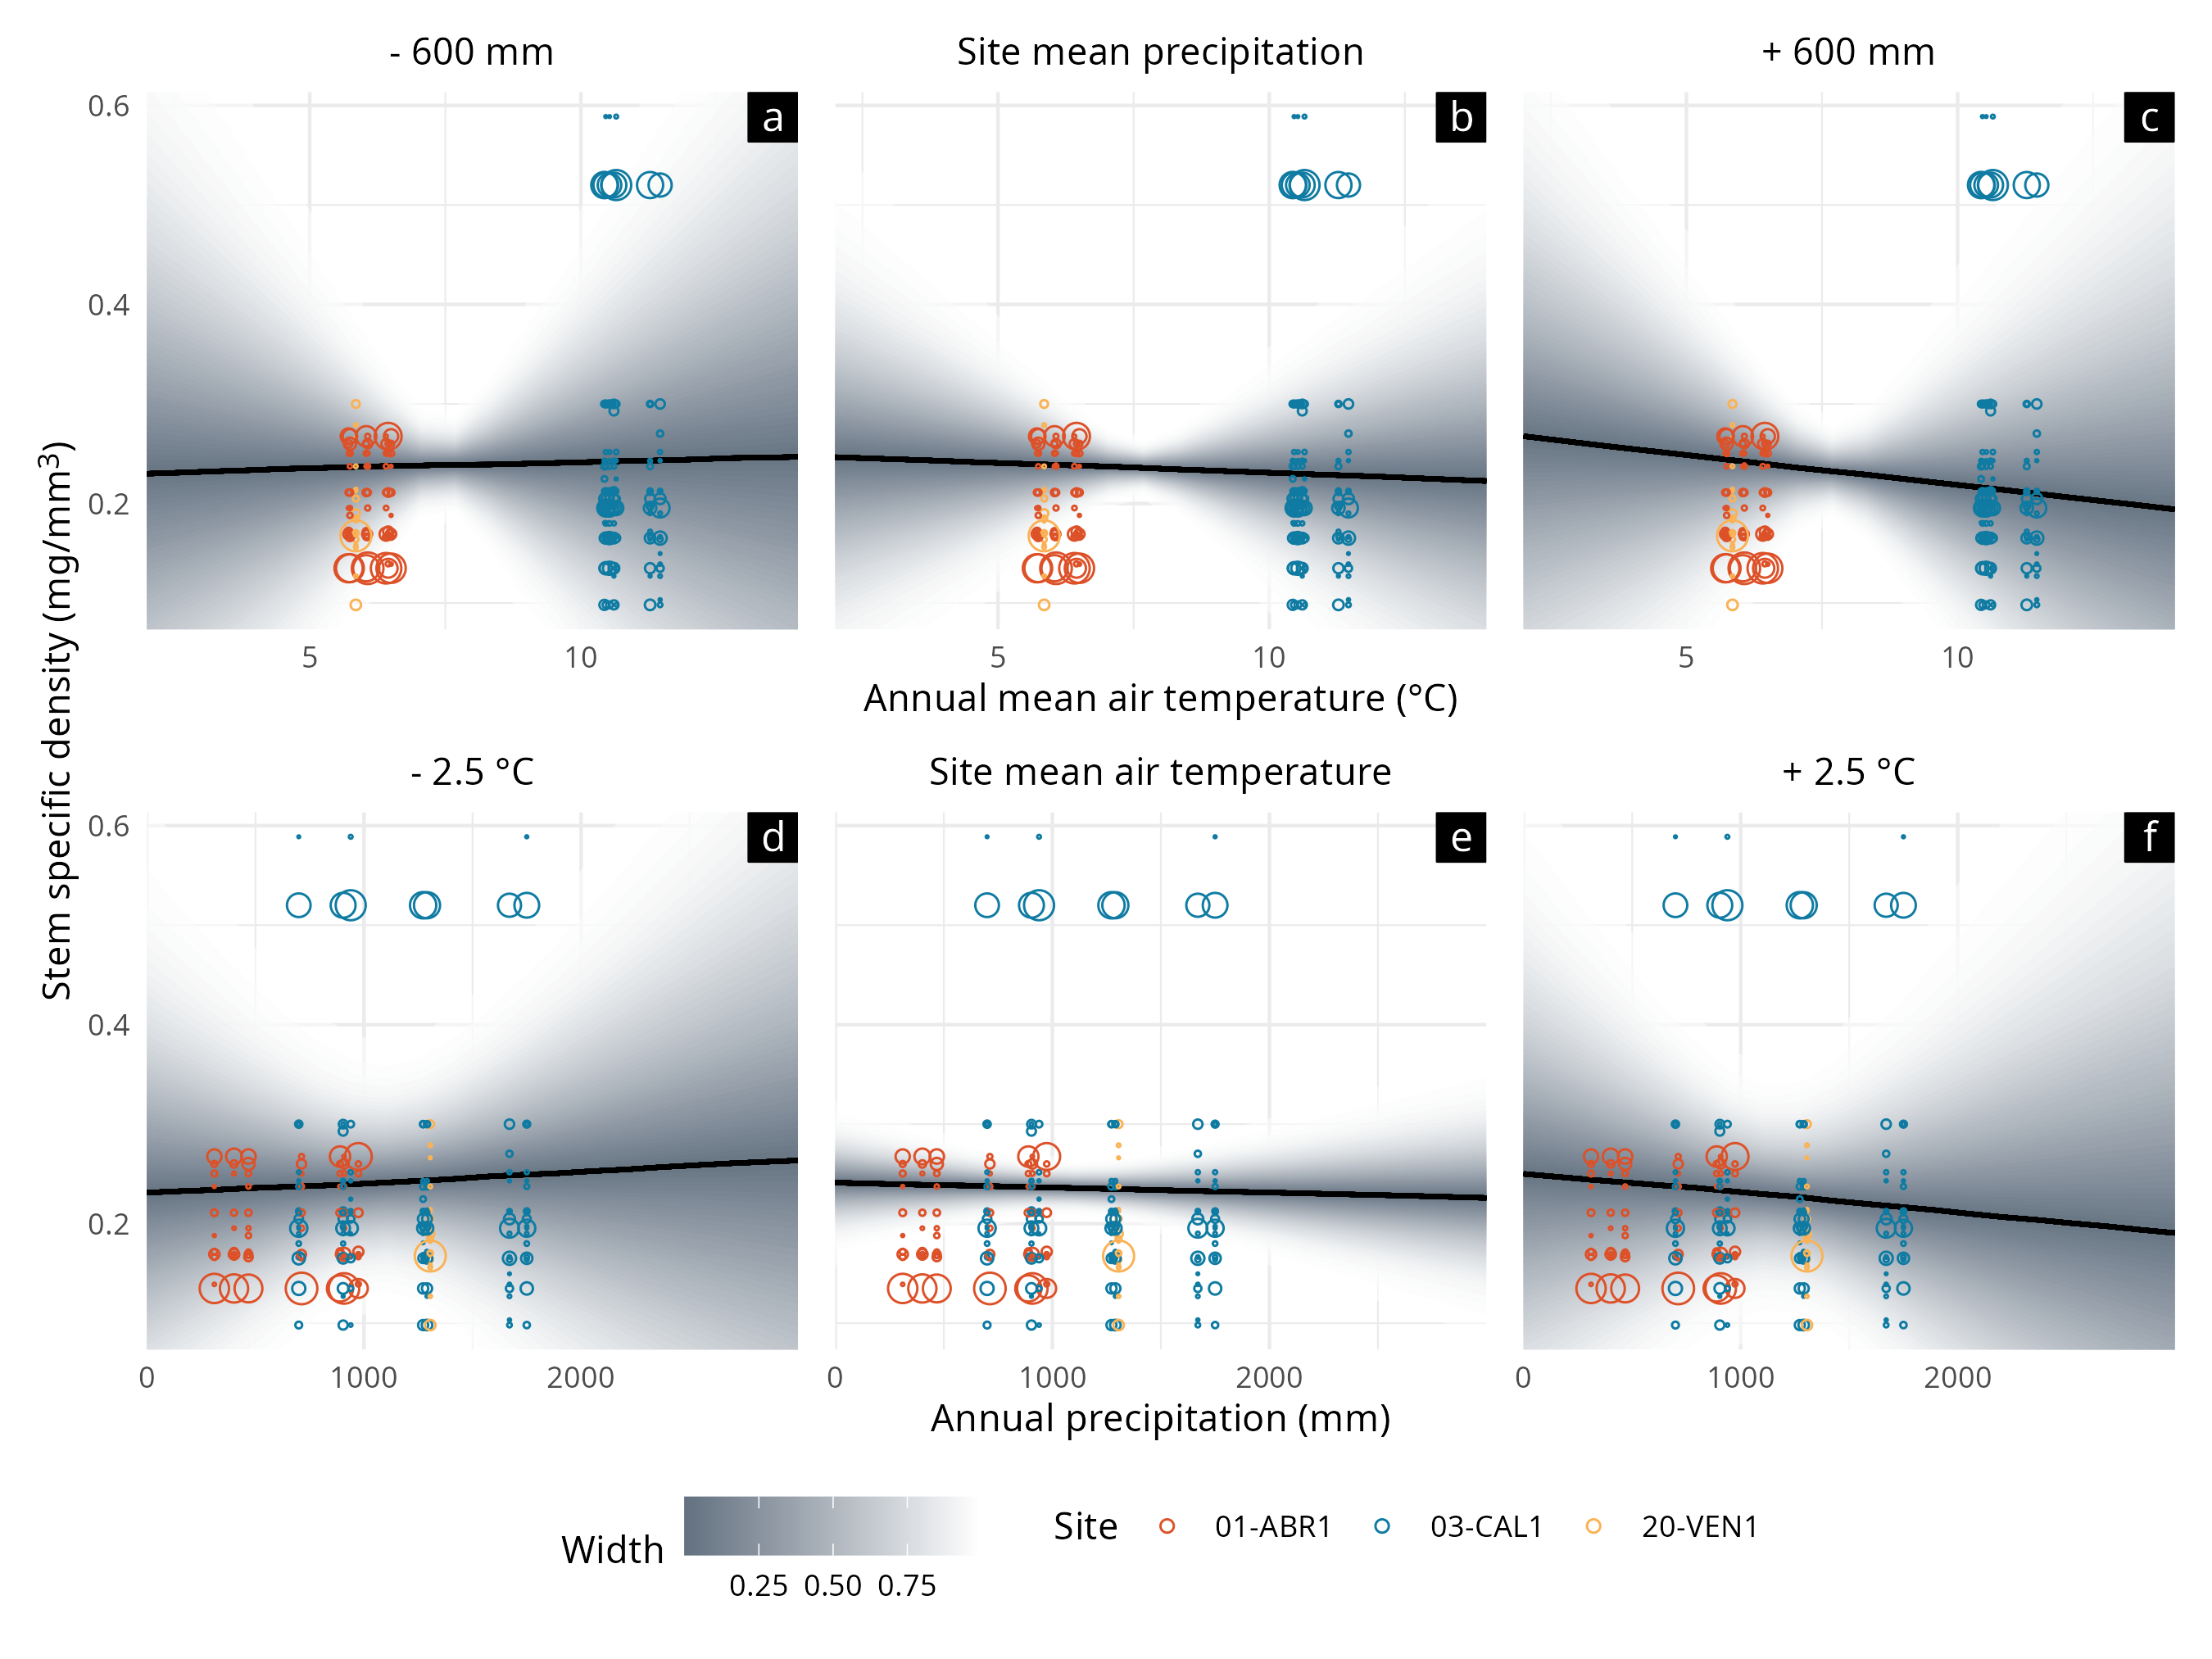 - 600 mm
Site mean precipitation
+ 600 mm
a
b
c
0.6
0.4
0.2
5
10
5
10
5
10
Annual mean air temperature (°C)
Stem specific density (mg/mm³)
- 2.5 °C
Site mean air temperature
+ 2.5 °C
d
e
f
0.6
0.4
0.2
0
1000
2000
0
1000
2000
0
1000
2000
Annual precipitation (mm)
Width
0.25 0.50 0.75
Site
01-ABR1
03-CAL1
20-VEN1